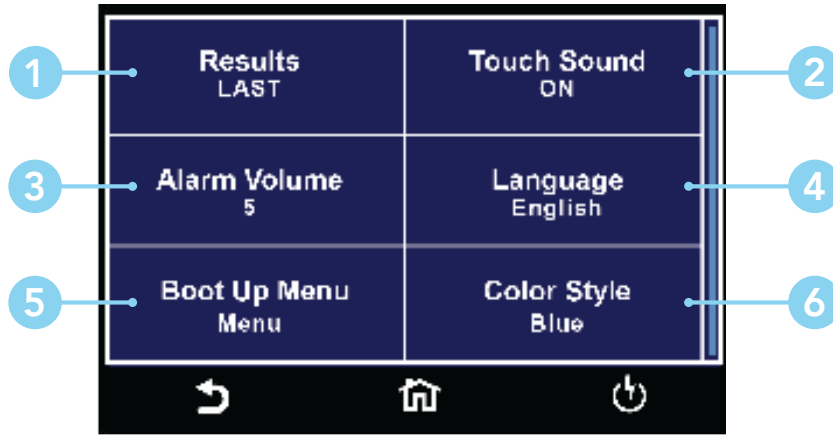 1
Results
LAST
Touch Sound
ON
2
3
Alarm Volume
5
Language
English
4
5
Boot Up Menu
Menu
Color Style
Blue
6